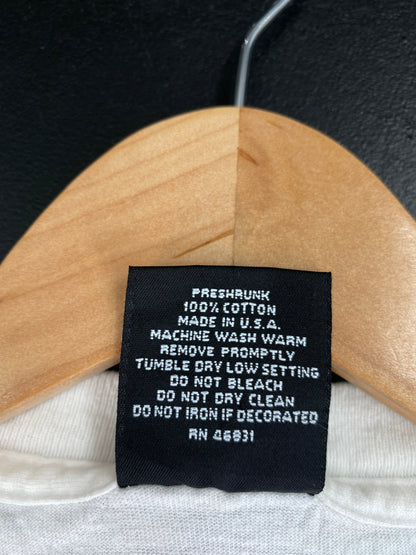 PRESHRUNK
100% COTTON
MADE IN U.S.A.
MACHINE WASH WARM
REMOVE PROMPTLY
TUMBLE DRY LOW SETTING
DO NOT BLEACH
DO NOT DRY CLEAN
DO NOT IRON IF DECORATED
RN 46831